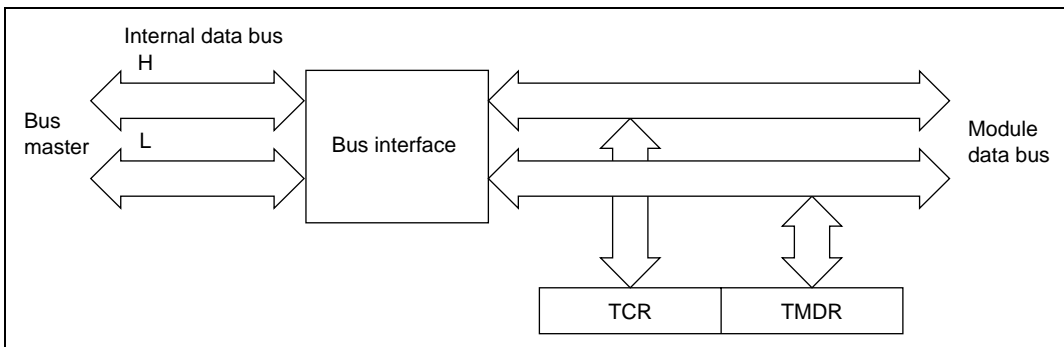 Internal data bus
H
Bus
master
L
Bus interface
Module
data bus
TCR
TMDR